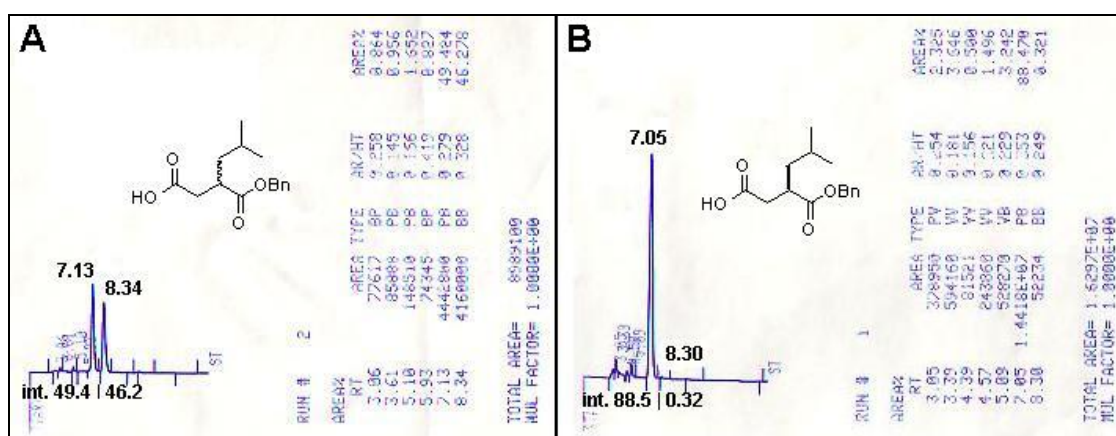 A
O
HO
OBn
O
7.13
8.34
ST
int. 49.4 | 46.2
RUN # 2
AREA%
RT AREA TYPE AR/HT AREA%
3.06 77617 BP 0.258 0.864
3.61 85888 PB 0.145 0.956
5.10 148510 PB 0.156 1.652
5.93 74345 BP 0.419 0.827
7.13 4442800 PB 0.279 49.424
8.34 4160000 BB 0.328 46.278
TOTAL AREA= 8989100
MUL FACTOR= 1.0000E+00
B
O
HO
OBn
O
7.05
8.30
ST
int. 88.5 | 0.32
RUN # 1
AREA%
RT AREA TYPE AR/HT AREA%
3.05 378950 PV 0.254 2.325
3.39 594160 VV 0.181 3.646
4.39 81521 VV 0.156 0.500
4.57 243860 VV 0.121 1.496
5.09 528270 VB 0.229 3.242
7.05 1.4418E+07 PB 0.353 88.470
8.30 52234 BB 0.249 0.321
TOTAL AREA= 1.6297E+07
MUL FACTOR= 1.0000E+00